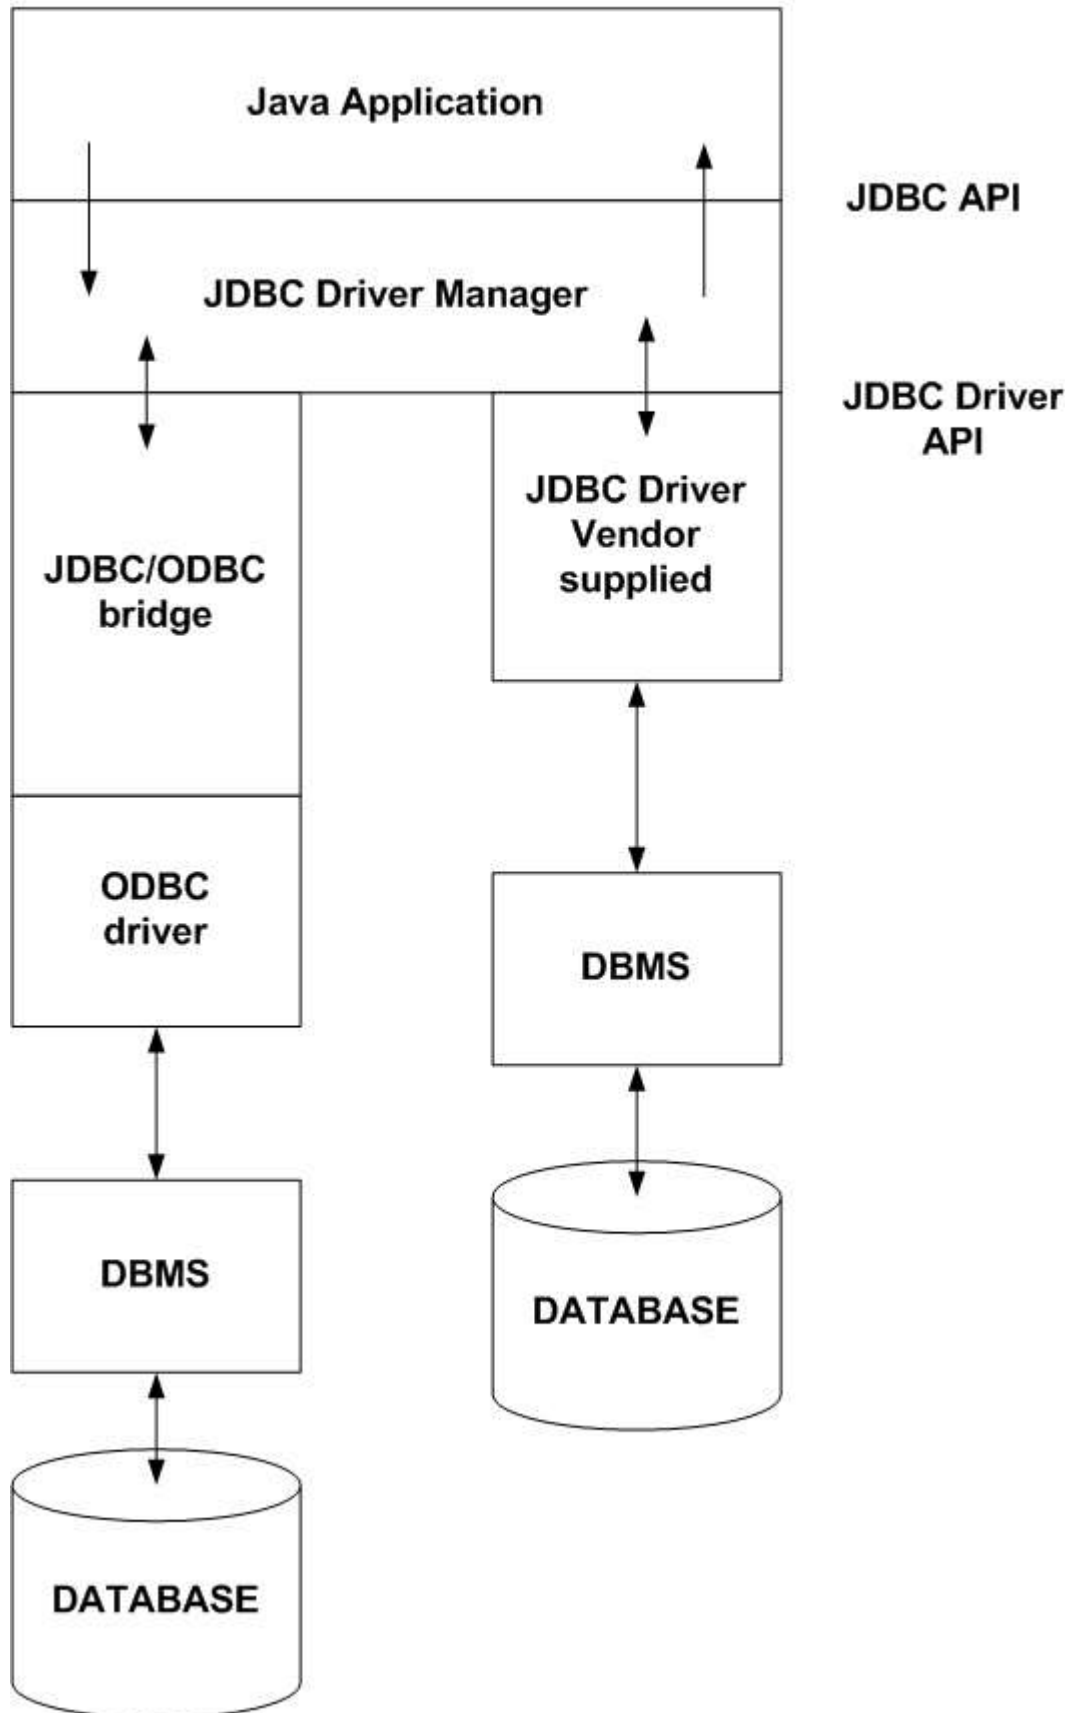 Java Application
JDBC API
JDBC Driver Manager
JDBC Driver
API
JDBC/ODBC
bridge
JDBC Driver
Vendor
supplied
ODBC
driver
DBMS
DBMS
DATABASE
DATABASE